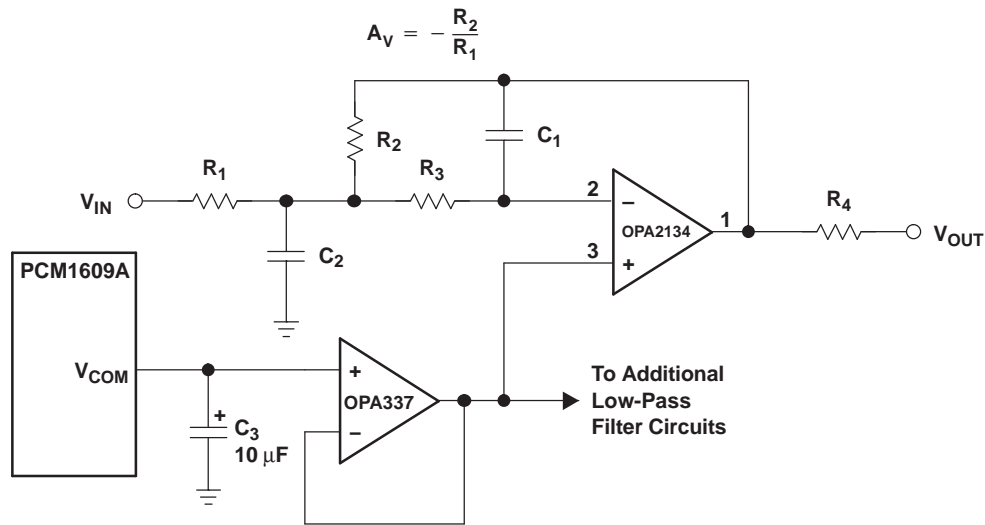 A_V = − R_2 / R_1
R_2
C_1
R_1
R_3
V_IN
2
−
OPA2134
1
R_4
V_OUT
3
+
C_2
PCM1609A
V_COM
+
OPA337
−
+
C_3
10 μF
To Additional
Low-Pass
Filter Circuits